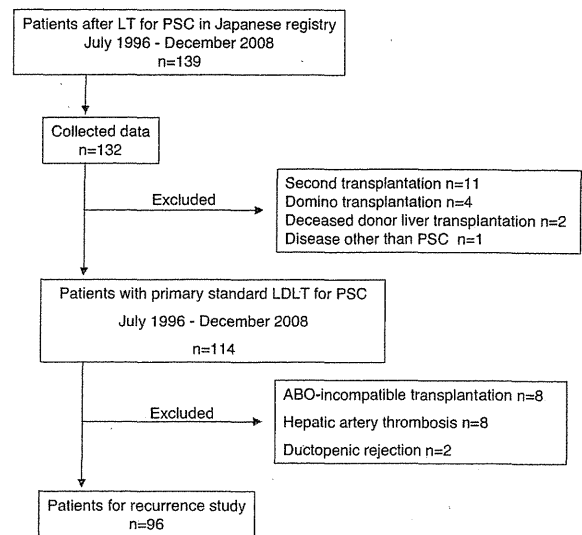 Patients after LT for PSC in Japanese registry
July 1996 - December 2008
n=139
Collected data
n=132
Excluded
Second transplantation n=11
Domino transplantation n=4
Deceased donor liver transplantation n=2
Disease other than PSC n=1
Patients with primary standard LDLT for PSC
July 1996 - December 2008
n=114
Excluded
ABO-incompatible transplantation n=8
Hepatic artery thrombosis n=8
Ductopenic rejection n=2
Patients for recurrence study
n=96